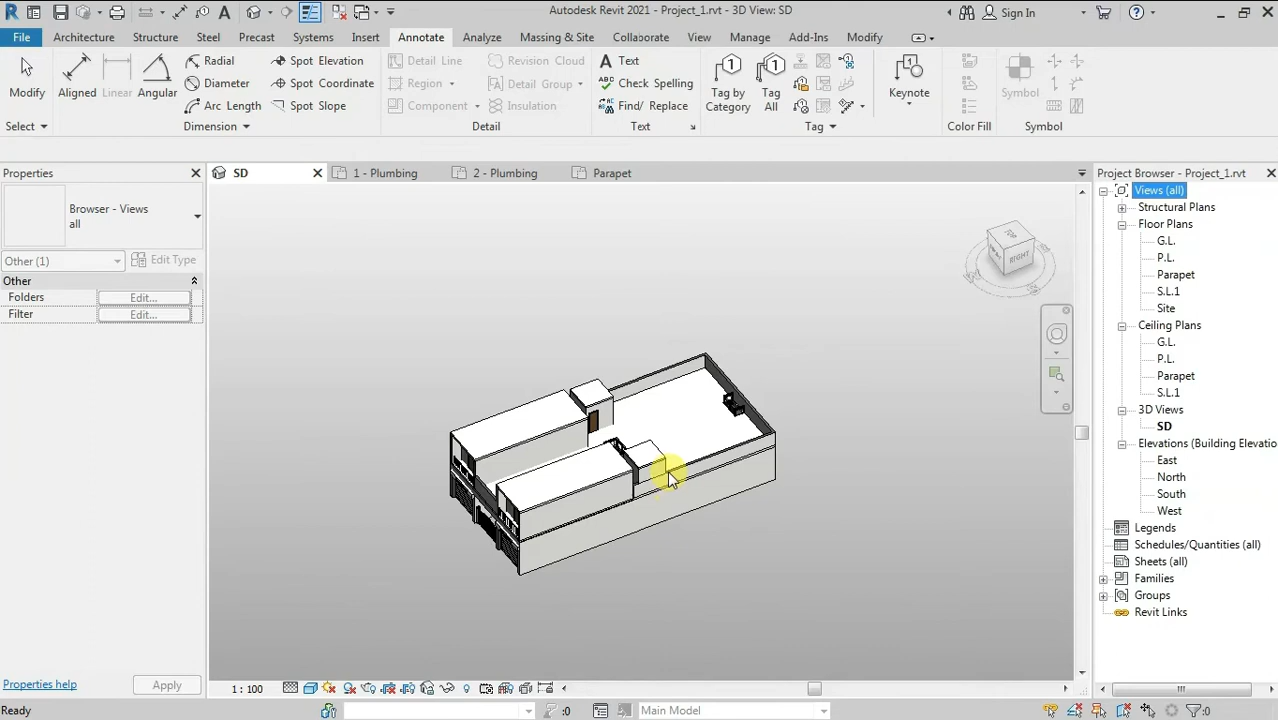 Autodesk Revit 2021 - Project_1.rvt - 3D View: SD
Sign In
File Architecture Structure Steel Precast Systems Insert Annotate Analyze Massing & Site Collaborate View Manage Add-Ins Modify
Modify
Select
Aligned
Linear
Angular
Radial
Diameter
Arc Length
Spot Elevation
Spot Coordinate
Spot Slope
Dimension
Detail Line
Region
Component
Revision Cloud
Detail Group
Insulation
Detail
Text
Check Spelling
Find/ Replace
Text
Tag by
Category
Tag
All
Tag
Keynote
Color Fill
Symbol
Symbol
Properties
Browser - Views
all
Other (1)
Edit Type
Other
Folders Edit...
Filter Edit...
Properties help
Apply
SD
1 - Plumbing
2 - Plumbing
Parapet
TOP
RIGHT
Project Browser - Project_1.rvt
Views (all)
Structural Plans
Floor Plans
G.L.
P.L.
Parapet
S.L.1
Site
Ceiling Plans
G.L.
P.L.
Parapet
S.L.1
3D Views
SD
Elevations (Building Elevatio
East
North
South
West
Legends
Schedules/Quantities (all)
Sheets (all)
Families
Groups
Revit Links
1 : 100
Ready
:0
Main Model
:0